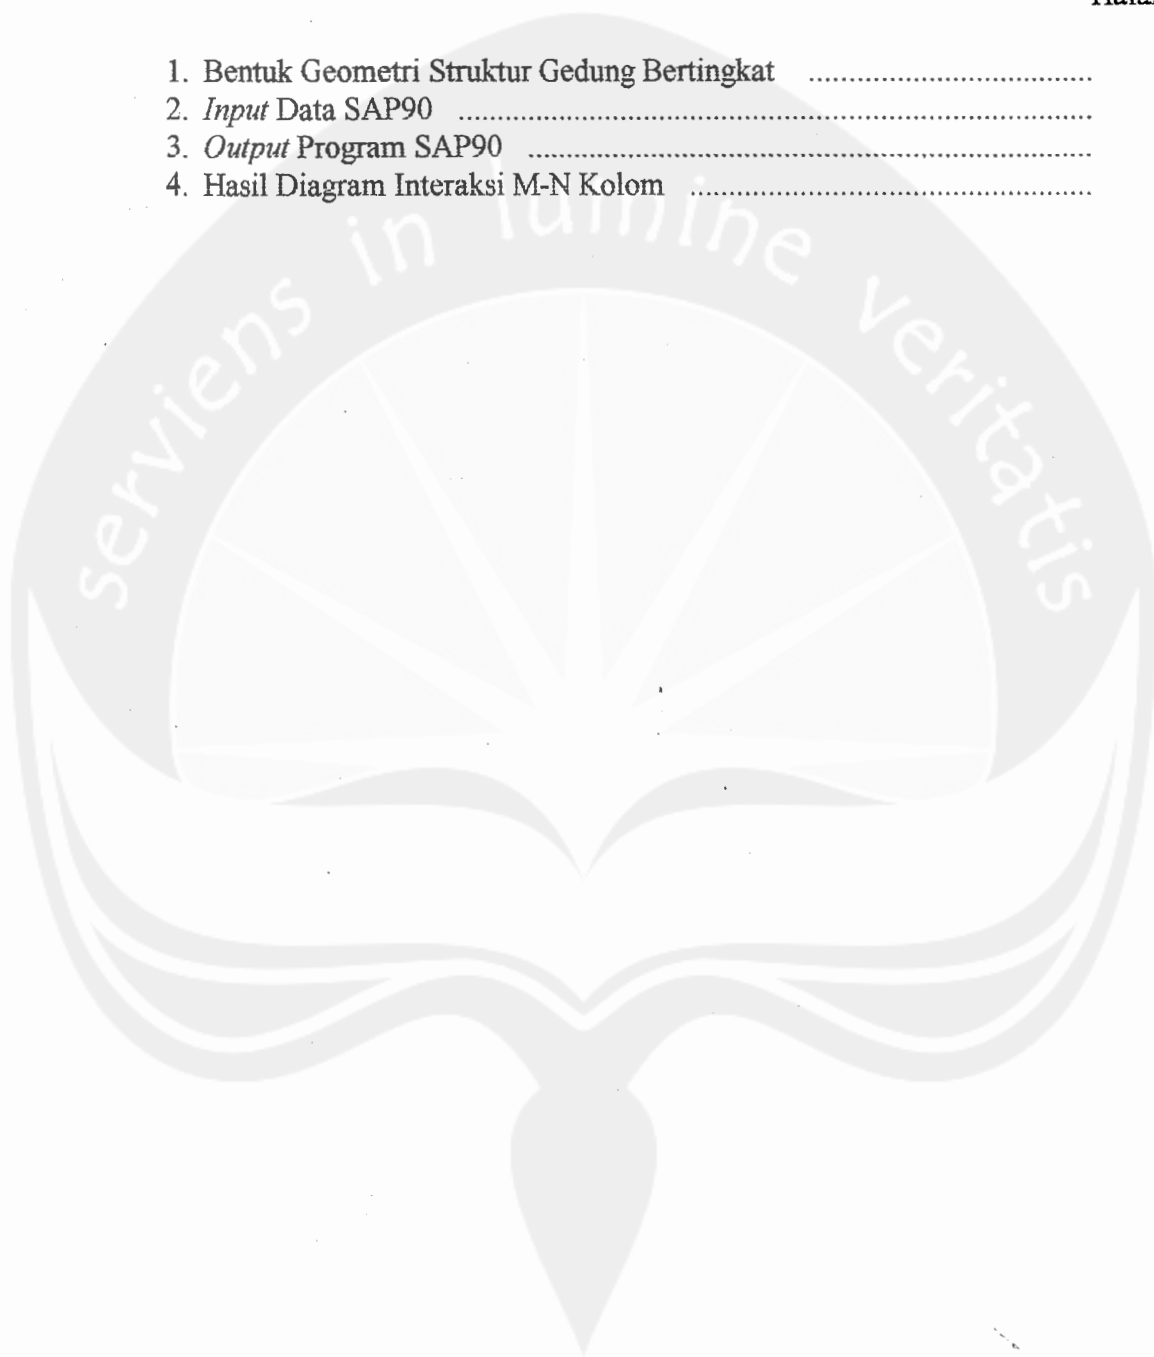 1. Bentuk Geometri Struktur Gedung Bertingkat .....................................
2. Input Data SAP90 ...................................................................................
3. Output Program SAP90 ..........................................................................
4. Hasil Diagram Interaksi M-N Kolom ....................................................
serviens in lumine veritatis